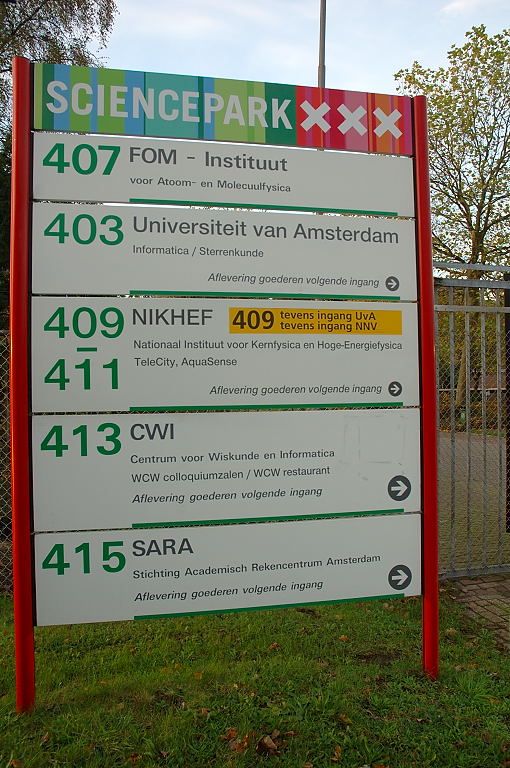 SCIENCEPARK XXX
407 FOM - Instituut
voor Atoom- en Molecuulfysica
403 Universiteit van Amsterdam
Informatica / Sterrenkunde
Aflevering goederen volgende ingang
409 - 411 NIKHEF
409 tevens ingang UvA
tevens ingang NNV
Nationaal Instituut voor Kernfysica en Hoge-Energiefysica
TeleCity, AquaSense
Aflevering goederen volgende ingang
413 CWI
Centrum voor Wiskunde en Informatica
WCW colloquiumzalen / WCW restaurant
Aflevering goederen volgende ingang
415 SARA
Stichting Academisch Rekencentrum Amsterdam
Aflevering goederen volgende ingang